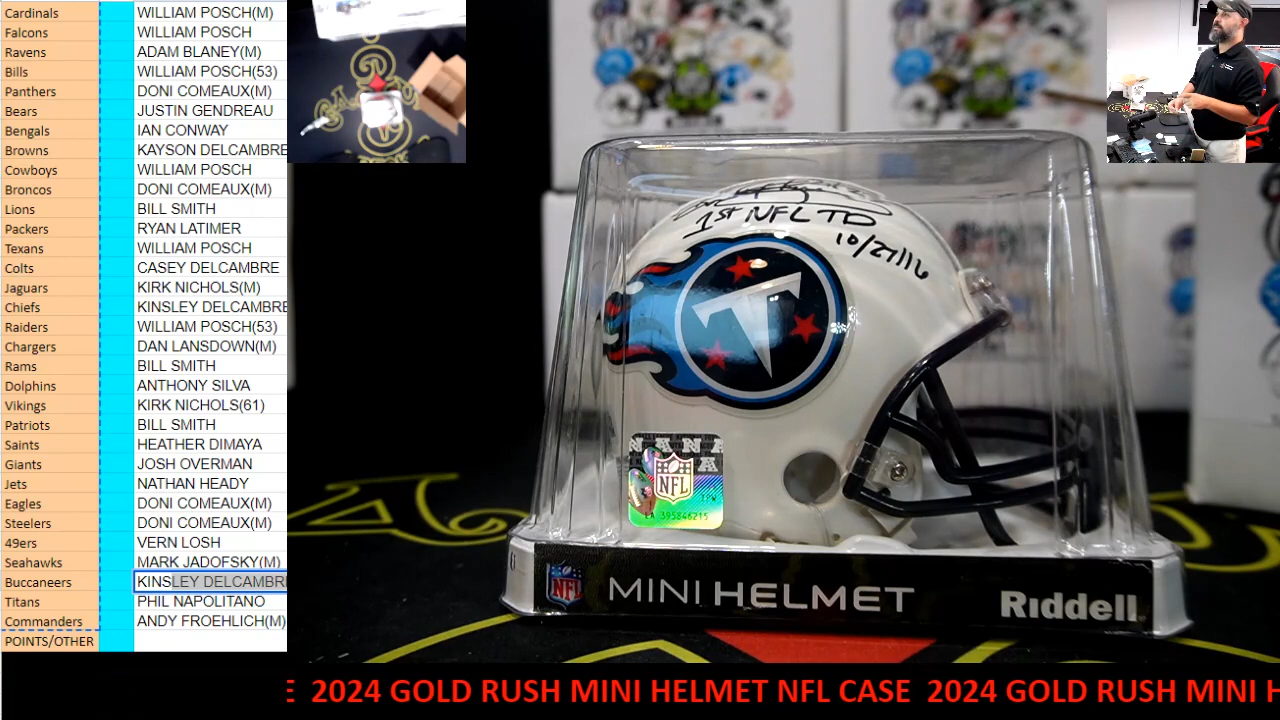 Cardinals WILLIAM POSCH(M)
Falcons WILLIAM POSCH
Ravens ADAM BLANEY(M)
Bills WILLIAM POSCH(53)
Panthers DONI COMEAUX(M)
Bears JUSTIN GENDREAU
Bengals IAN CONWAY
Browns KAYSON DELCAMBRE
Cowboys WILLIAM POSCH
Broncos DONI COMEAUX(M)
Lions BILL SMITH
Packers RYAN LATIMER
Texans WILLIAM POSCH
Colts CASEY DELCAMBRE
Jaguars KIRK NICHOLS(M)
Chiefs KINSLEY DELCAMBRE
Raiders WILLIAM POSCH(53)
Chargers DAN LANSDOWN(M)
Rams BILL SMITH
Dolphins ANTHONY SILVA
Vikings KIRK NICHOLS(61)
Patriots BILL SMITH
Saints HEATHER DIMAYA
Giants JOSH OVERMAN
Jets NATHAN HEADY
Eagles DONI COMEAUX(M)
Steelers DONI COMEAUX(M)
49ers VERN LOSH
Seahawks MARK JADOFSKY(M)
Buccaneers KINSLEY DELCAMBRE
Titans PHIL NAPOLITANO
Commanders ANDY FROEHLICH(M)
POINTS/OTHER
1st NFL TD
10/27/16
T
NFL
EA 395846215
NFL MINI HELMET Riddell
E 2024 GOLD RUSH MINI HELMET NFL CASE 2024 GOLD RUSH MINI H